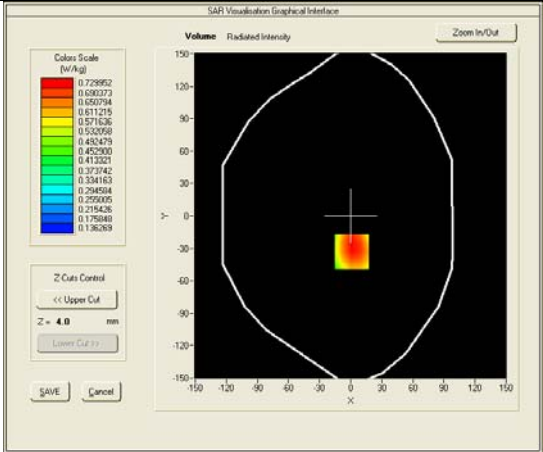 SAR Visualisation Graphical Interface
Volume Radiated Intensity
Zoom In/Out
Colors Scale
(W/kg)
0.729952
0.690373
0.650794
0.611215
0.571636
0.532058
0.492479
0.452900
0.413321
0.373742
0.334163
0.294584
0.255005
0.215426
0.175848
0.136269
Z-Cuts Control
<< Upper Cut
Z = 4.0 mm
Lower Cut >>
SAVE Cancel
150
120
90
60
30
0
-30
-60
-90
-120
-150
Y
-150 -120 -90 -60 -30 0 30 60 90 120 150
X